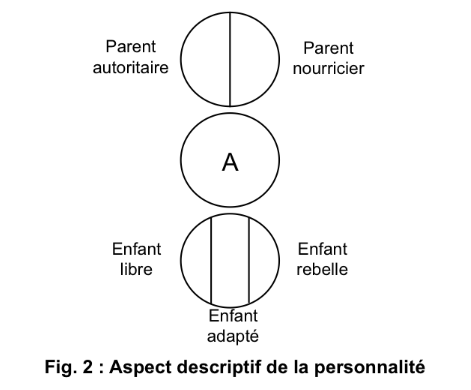 Parent
autoritaire
Parent
nourricier
A
Enfant
libre
Enfant
rebelle
Enfant
adapté
Fig. 2 : Aspect descriptif de la personnalité